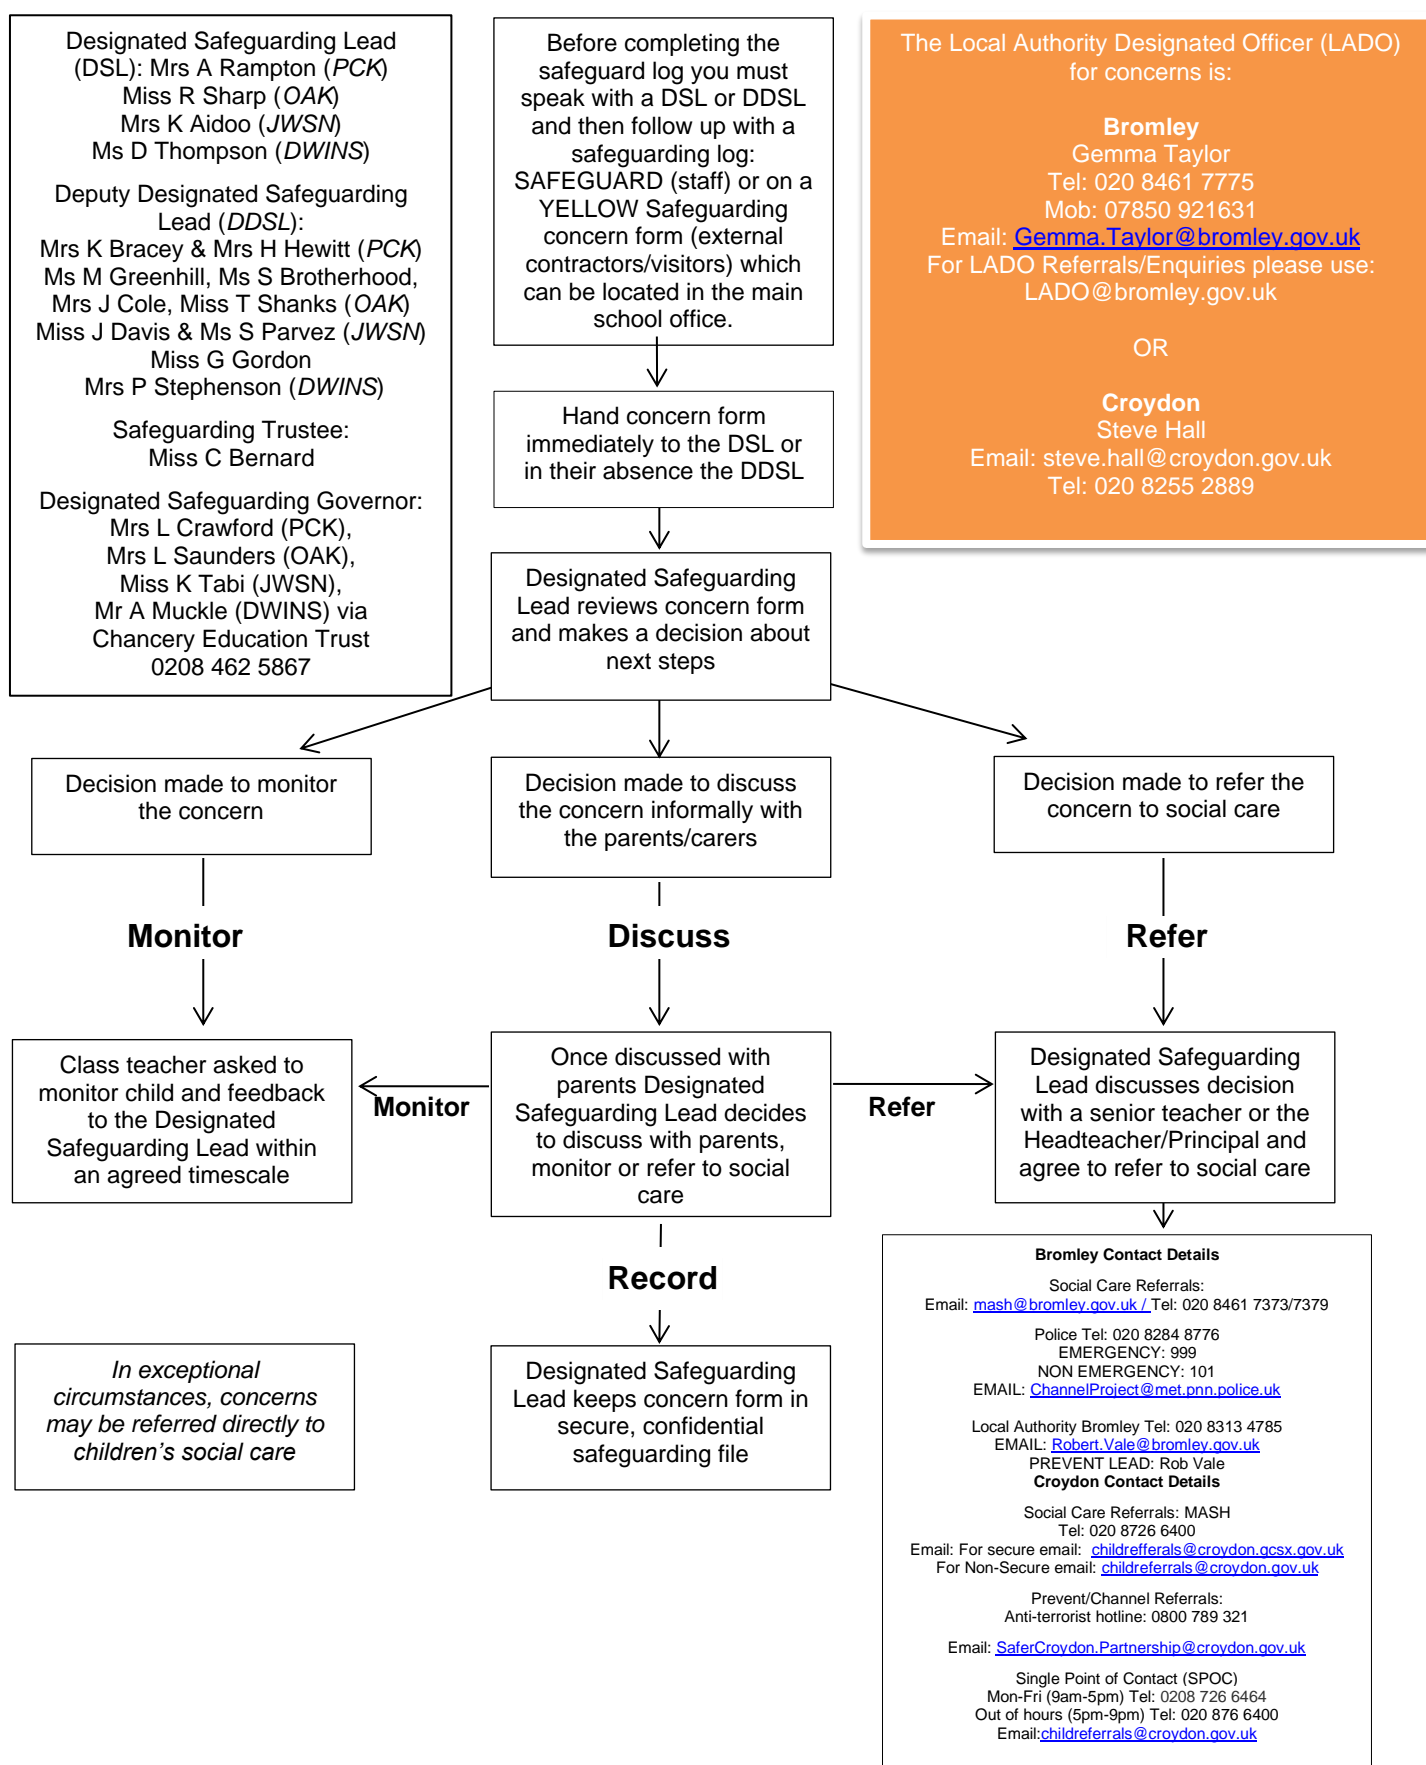 Designated Safeguarding Lead
(DSL): Mrs A Rampton (PCK)
Miss R Sharp (OAK)
Mrs K Aidoo (JWSN)
Ms D Thompson (DWINS)
Deputy Designated Safeguarding
Lead (DDSL):
Mrs K Bracey & Mrs H Hewitt (PCK)
Ms M Greenhill, Ms S Brotherhood,
Mrs J Cole, Miss T Shanks (OAK)
Miss J Davis & Ms S Parvez (JWSN)
Miss G Gordon
Mrs P Stephenson (DWINS)
Safeguarding Trustee:
Miss C Bernard
Designated Safeguarding Governor:
Mrs L Crawford (PCK),
Mrs L Saunders (OAK),
Miss K Tabi (JWSN),
Mr A Muckle (DWINS) via
Chancery Education Trust
0208 462 5867
Before completing the
safeguard log you must
speak with a DSL or DDSL
and then follow up with a
safeguarding log:
SAFEGUARD (staff) or on a
YELLOW Safeguarding
concern form (external
contractors/visitors) which
can be located in the main
school office.
The Local Authority Designated Officer (LADO)
for concerns is:
Bromley
Gemma Taylor
Tel: 020 8461 7775
Mob: 07850 921631
Email: Gemma.Taylor@bromley.gov.uk
For LADO Referrals/Enquiries please use:
LADO@bromley.gov.uk
OR
Croydon
Steve Hall
Email: steve.hall@croydon.gov.uk
Tel: 020 8255 2889
Hand concern form
immediately to the DSL or
in their absence the DDSL
Designated Safeguarding
Lead reviews concern form
and makes a decision about
next steps
Decision made to monitor
the concern
Decision made to discuss
the concern informally with
the parents/carers
Decision made to refer the
concern to social care
Monitor
Discuss
Refer
Class teacher asked to
monitor child and feedback
to the Designated
Safeguarding Lead within
an agreed timescale
Monitor
Once discussed with
parents Designated
Safeguarding Lead decides
to discuss with parents,
monitor or refer to social
care
Refer
Designated Safeguarding
Lead discusses decision
with a senior teacher or the
Headteacher/Principal and
agree to refer to social care
Record
In exceptional
circumstances, concerns
may be referred directly to
children's social care
Designated Safeguarding
Lead keeps concern form in
secure, confidential
safeguarding file
Bromley Contact Details
Social Care Referrals:
Email: mash@bromley.gov.uk / Tel: 020 8461 7373/7379
Police Tel: 020 8284 8776
EMERGENCY: 999
NON EMERGENCY: 101
EMAIL: ChannelProject@met.pnn.police.uk
Local Authority Bromley Tel: 020 8313 4785
EMAIL: Robert.Vale@bromley.gov.uk
PREVENT LEAD: Rob Vale
Croydon Contact Details
Social Care Referrals: MASH
Tel: 020 8726 6400
Email: For secure email: childrefferals@croydon.gcsx.gov.uk
For Non-Secure email: childreferrals@croydon.gov.uk
Prevent/Channel Referrals:
Anti-terrorist hotline: 0800 789 321
Email: SaferCroydon.Partnership@croydon.gov.uk
Single Point of Contact (SPOC)
Mon-Fri (9am-5pm) Tel: 0208 726 6464
Out of hours (5pm-9pm) Tel: 020 876 6400
Email:childreferrals@croydon.gov.uk